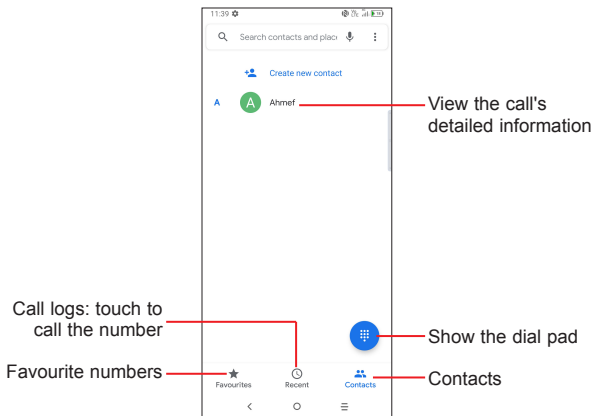 11:39
Search contacts and place
Create new contact
A
A
Ahmef
View the call's
detailed information
Call logs: touch to
call the number
Show the dial pad
Favourite numbers
Contacts
Favourites
Recent
Contacts